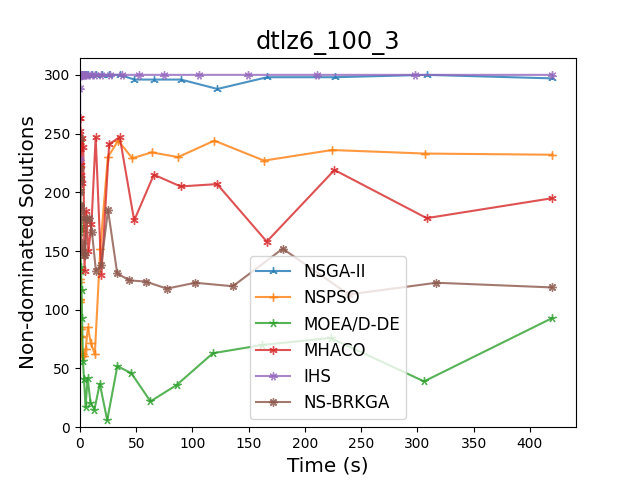 dtlz6_100_3
Non-dominated Solutions
300
250
200
150
100
50
0
NSGA-II
NSPSO
MOEA/D-DE
MHACO
IHS
NS-BRKGA
0 50 100 150 200 250 300 350 400
Time (s)